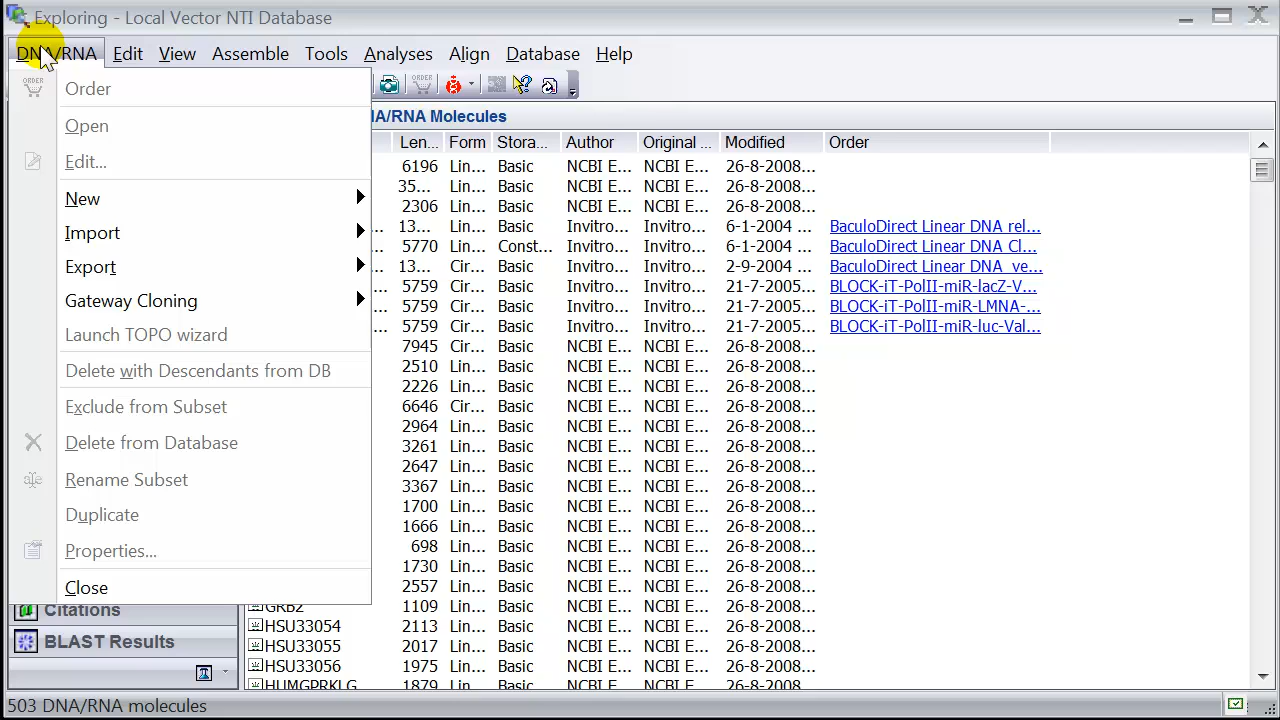 Exploring - Local Vector NTI Database
DNA/RNA Edit View Assemble Tools Analyses Align Database Help
ORDER Order
Open
Edit...
New
Import
Export
Gateway Cloning
Launch TOPO wizard
Delete with Descendants from DB
Exclude from Subset
Delete from Database
Rename Subset
Duplicate
Properties...
Close
Citations
BLAST Results
ORDER
/RNA Molecules
Len... Form Stora... Author Original ... Modified Order
6196 Lin... Basic NCBI E... NCBI E... 26-8-2008...
35... Lin... Basic NCBI E... NCBI E... 26-8-2008...
2306 Lin... Basic NCBI E... NCBI E... 26-8-2008...
... 13... Lin... Basic Invitro... Invitro... 6-1-2004 ... BaculoDirect Linear DNA rel...
... 5770 Lin... Const... Invitro... Invitro... 6-1-2004 ... BaculoDirect Linear DNA Cl...
... 13... Cir... Basic Invitro... Invitro... 2-9-2004 ... BaculoDirect Linear DNA ve...
... 5759 Cir... Basic Invitro... Invitro... 21-7-2005... BLOCK-iT-PolII-miR-lacZ-V...
... 5759 Cir... Basic Invitro... Invitro... 21-7-2005... BLOCK-iT-PolII-miR-LMNA-...
... 5759 Cir... Basic Invitro... Invitro... 21-7-2005... BLOCK-iT-PolII-miR-luc-Val...
7945 Cir... Basic NCBI E... NCBI E... 26-8-2008...
2510 Lin... Basic NCBI E... NCBI E... 26-8-2008...
2226 Lin... Basic NCBI E... NCBI E... 26-8-2008...
6646 Cir... Basic NCBI E... NCBI E... 26-8-2008...
2964 Lin... Basic NCBI E... NCBI E... 26-8-2008...
3261 Lin... Basic NCBI E... NCBI E... 26-8-2008...
2647 Lin... Basic NCBI E... NCBI E... 26-8-2008...
3367 Lin... Basic NCBI E... NCBI E... 26-8-2008...
1700 Lin... Basic NCBI E... NCBI E... 26-8-2008...
1666 Lin... Basic NCBI E... NCBI E... 26-8-2008...
698 Lin... Basic NCBI E... NCBI E... 26-8-2008...
1730 Lin... Basic NCBI E... NCBI E... 26-8-2008...
2557 Lin... Basic NCBI E... NCBI E... 26-8-2008...
GRB2 1109 Lin... Basic NCBI E... NCBI E... 26-8-2008...
HSU33054 2113 Lin... Basic NCBI E... NCBI E... 26-8-2008...
HSU33055 2017 Lin... Basic NCBI E... NCBI E... 26-8-2008...
HSU33056 1975 Lin... Basic NCBI E... NCBI E... 26-8-2008...
HUMGPRKLG 1879 Lin... Basic NCBI E... NCBI E... 26-8-2008...
503 DNA/RNA molecules